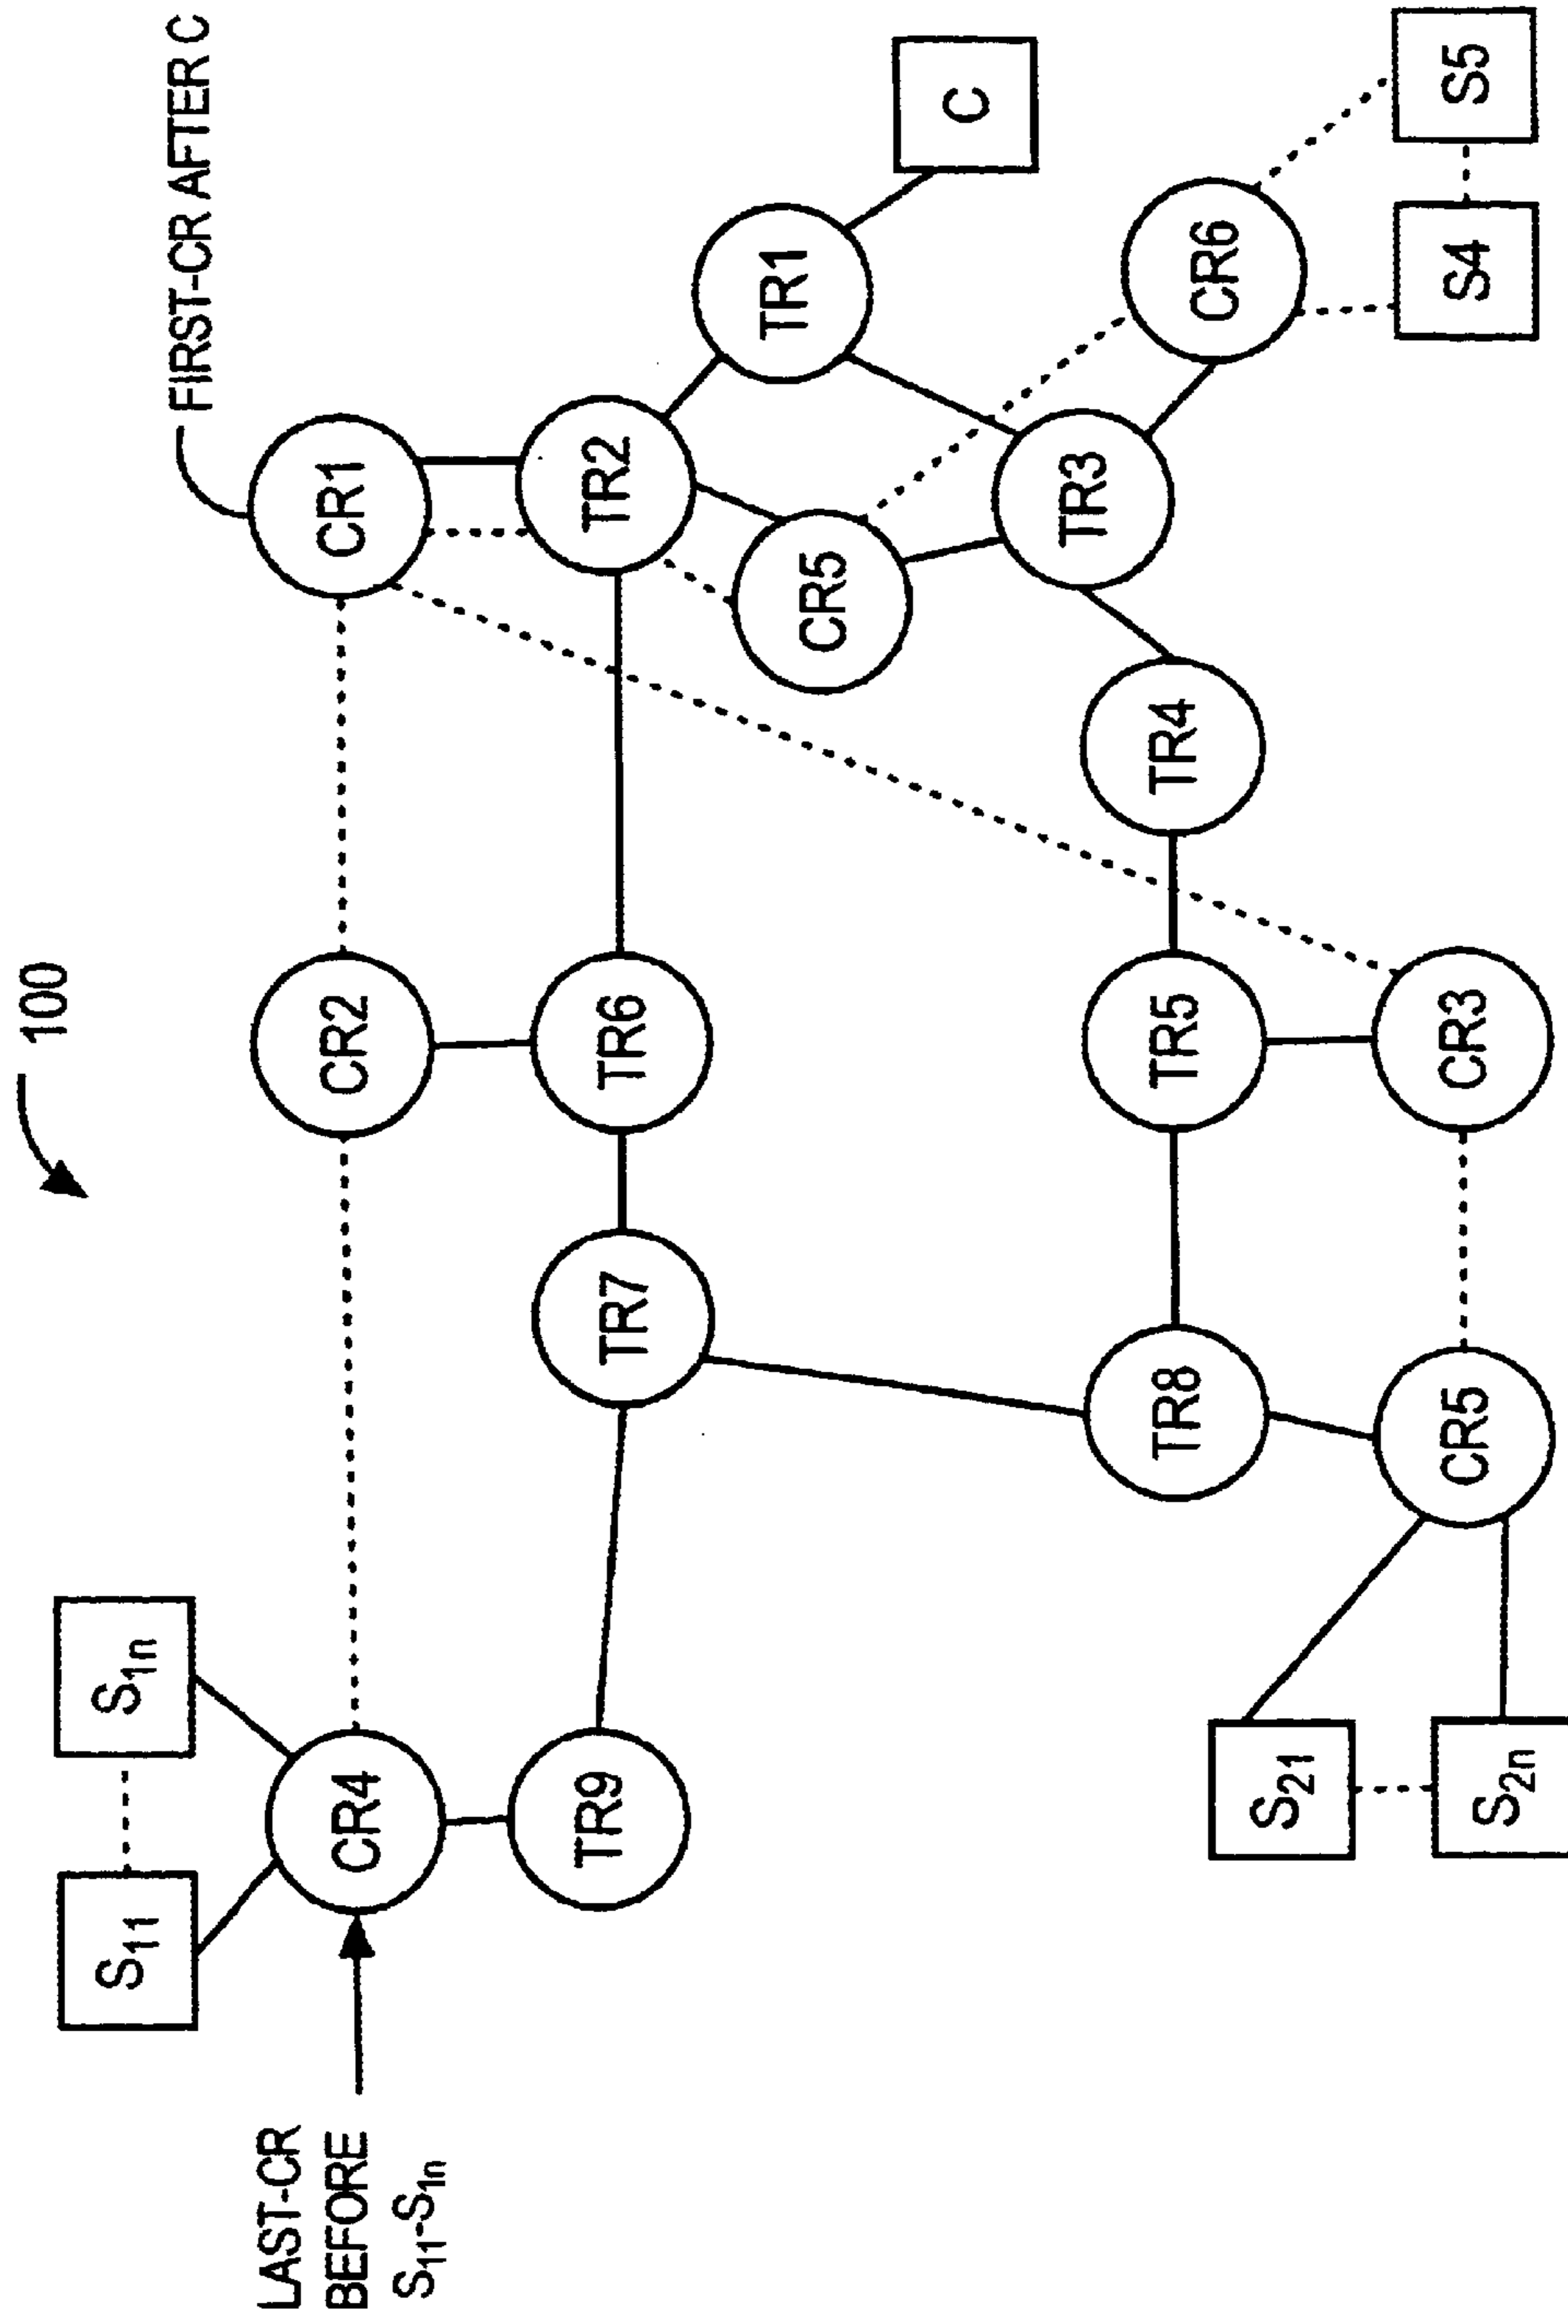 100
FIRST-CR AFTER C
S11
S1n
LAST-CR
BEFORE
S11-S1n
CR4
CR2
CR1
TR9
TR7
TR6
TR2
TR1
C
CR5
TR3
CR6
TR8
TR5
TR4
S21
S2n
CR5
CR3
S4
S5